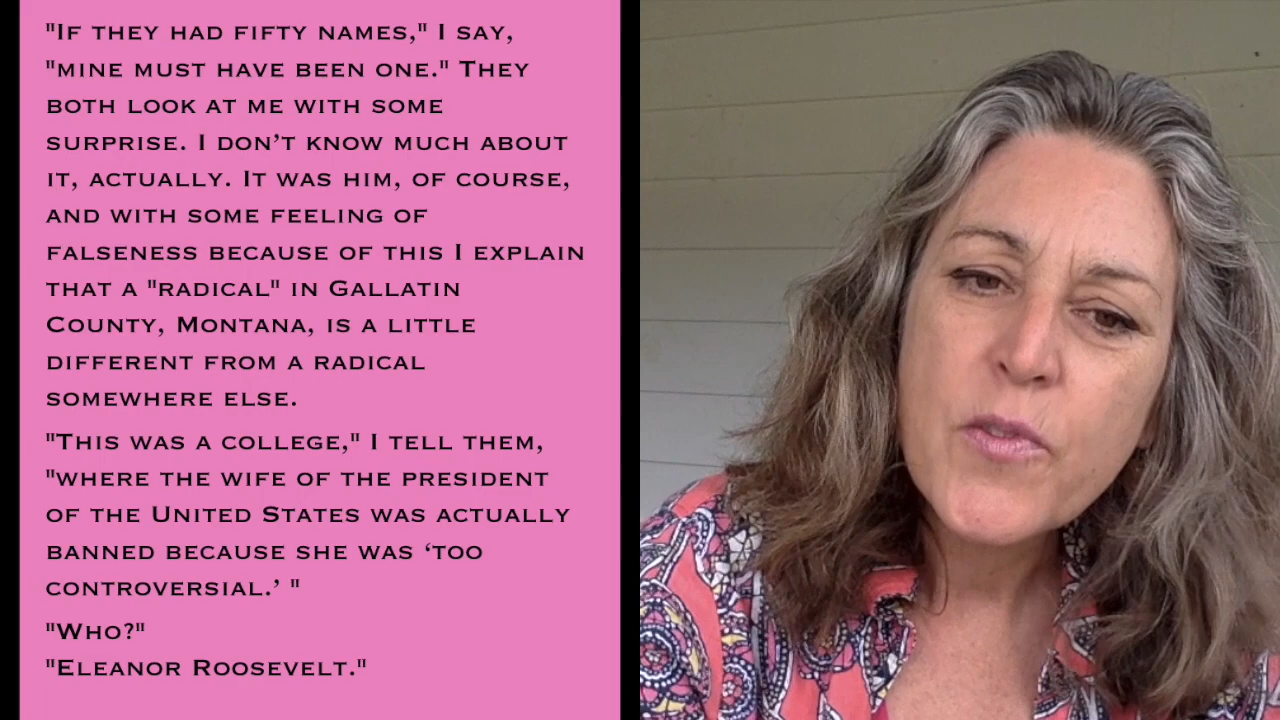 "If they had fifty names," I say,
"mine must have been one." They
both look at me with some
surprise. I don’t know much about
it, actually. It was him, of course,
and with some feeling of
falseness because of this I explain
that a "radical" in Gallatin
County, Montana, is a little
different from a radical
somewhere else.
"This was a college," I tell them,
"where the wife of the president
of the United States was actually
banned because she was ‘too
controversial.’ "
"Who?"
"Eleanor Roosevelt."